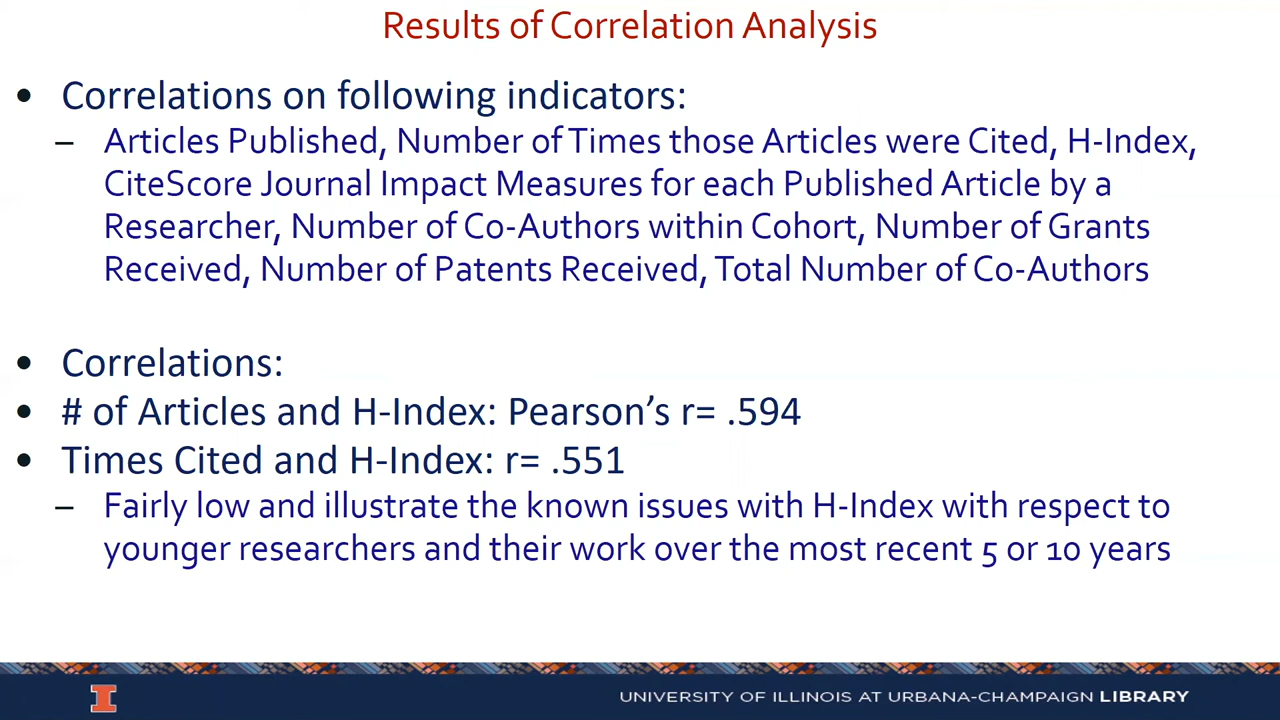 Results of Correlation Analysis
• Correlations on following indicators:
– Articles Published, Number of Times those Articles were Cited, H-Index,
CiteScore Journal Impact Measures for each Published Article by a
Researcher, Number of Co-Authors within Cohort, Number of Grants
Received, Number of Patents Received, Total Number of Co-Authors
• Correlations:
• # of Articles and H-Index: Pearson’s r= .594
• Times Cited and H-Index: r= .551
– Fairly low and illustrate the known issues with H-Index with respect to
younger researchers and their work over the most recent 5 or 10 years
I
UNIVERSITY OF ILLINOIS AT URBANA-CHAMPAIGN LIBRARY